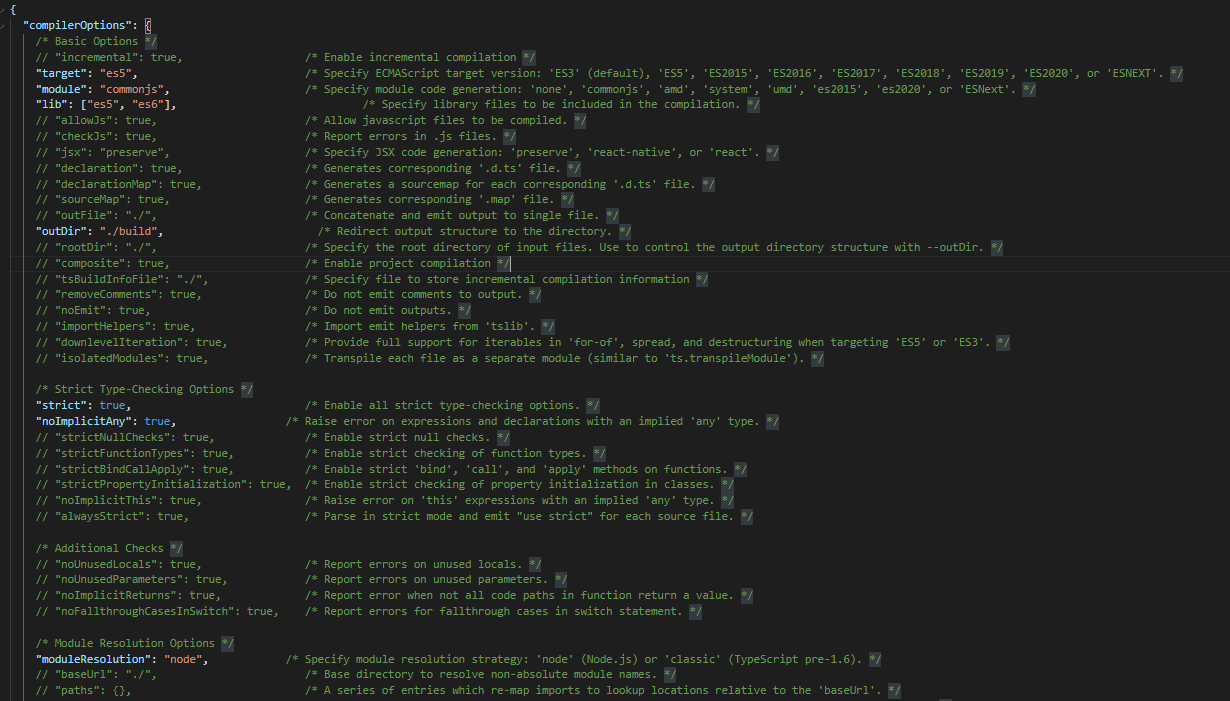 {
"compilerOptions": {
/* Basic Options */
// "incremental": true, /* Enable incremental compilation */
"target": "es5", /* Specify ECMAScript target version: 'ES3' (default), 'ES5', 'ES2015', 'ES2016', 'ES2017', 'ES2018', 'ES2019', 'ES2020', or 'ESNEXT'. */
"module": "commonjs", /* Specify module code generation: 'none', 'commonjs', 'amd', 'system', 'umd', 'es2015', 'es2020', or 'ESNext'. */
"lib": ["es5", "es6"], /* Specify library files to be included in the compilation. */
// "allowJs": true, /* Allow javascript files to be compiled. */
// "checkJs": true, /* Report errors in .js files. */
// "jsx": "preserve", /* Specify JSX code generation: 'preserve', 'react-native', or 'react'. */
// "declaration": true, /* Generates corresponding '.d.ts' file. */
// "declarationMap": true, /* Generates a sourcemap for each corresponding '.d.ts' file. */
// "sourceMap": true, /* Generates corresponding '.map' file. */
// "outFile": "./", /* Concatenate and emit output to single file. */
"outDir": "./build", /* Redirect output structure to the directory. */
// "rootDir": "./", /* Specify the root directory of input files. Use to control the output directory structure with --outDir. */
// "composite": true, /* Enable project compilation */
// "tsBuildInfoFile": "./", /* Specify file to store incremental compilation information */
// "removeComments": true, /* Do not emit comments to output. */
// "noEmit": true, /* Do not emit outputs. */
// "importHelpers": true, /* Import emit helpers from 'tslib'. */
// "downlevelIteration": true, /* Provide full support for iterables in 'for-of', spread, and destructuring when targeting 'ES5' or 'ES3'. */
// "isolatedModules": true, /* Transpile each file as a separate module (similar to 'ts.transpileModule'). */
/* Strict Type-Checking Options */
"strict": true, /* Enable all strict type-checking options. */
"noImplicitAny": true, /* Raise error on expressions and declarations with an implied 'any' type. */
// "strictNullChecks": true, /* Enable strict null checks. */
// "strictFunctionTypes": true, /* Enable strict checking of function types. */
// "strictBindCallApply": true, /* Enable strict 'bind', 'call', and 'apply' methods on functions. */
// "strictPropertyInitialization": true, /* Enable strict checking of property initialization in classes. */
// "noImplicitThis": true, /* Raise error on 'this' expressions with an implied 'any' type. */
// "alwaysStrict": true, /* Parse in strict mode and emit "use strict" for each source file. */
/* Additional Checks */
// "noUnusedLocals": true, /* Report errors on unused locals. */
// "noUnusedParameters": true, /* Report errors on unused parameters. */
// "noImplicitReturns": true, /* Report error when not all code paths in function return a value. */
// "noFallthroughCasesInSwitch": true, /* Report errors for fallthrough cases in switch statement. */
/* Module Resolution Options */
"moduleResolution": "node", /* Specify module resolution strategy: 'node' (Node.js) or 'classic' (TypeScript pre-1.6). */
// "baseUrl": "./", /* Base directory to resolve non-absolute module names. */
// "paths": {}, /* A series of entries which re-map imports to lookup locations relative to the 'baseUrl'. */